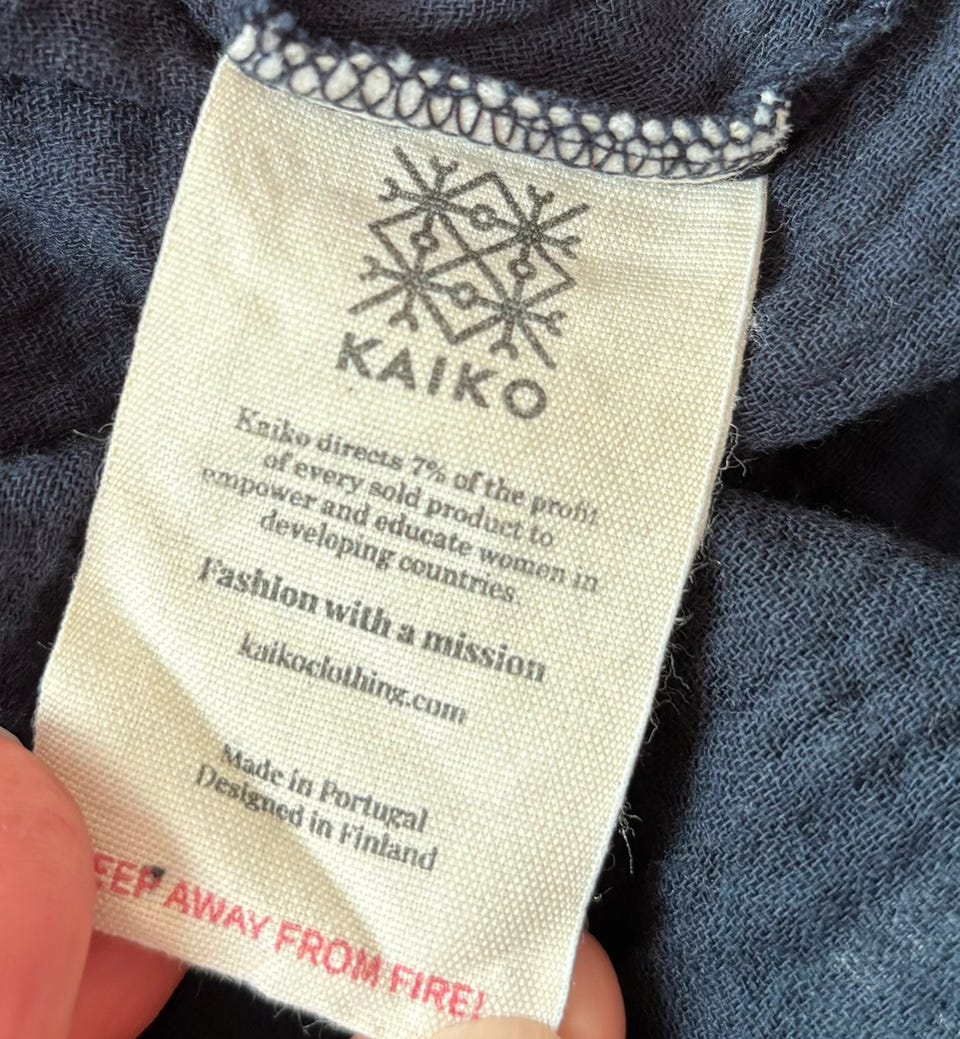 KAIKO
Kaiko directs 7% of the profit
of every sold product to
empower and educate women in
developing countries.
Fashion with a mission
kaikoclothing.com
Made in Portugal
Designed in Finland
EEP AWAY FROM FIRE!